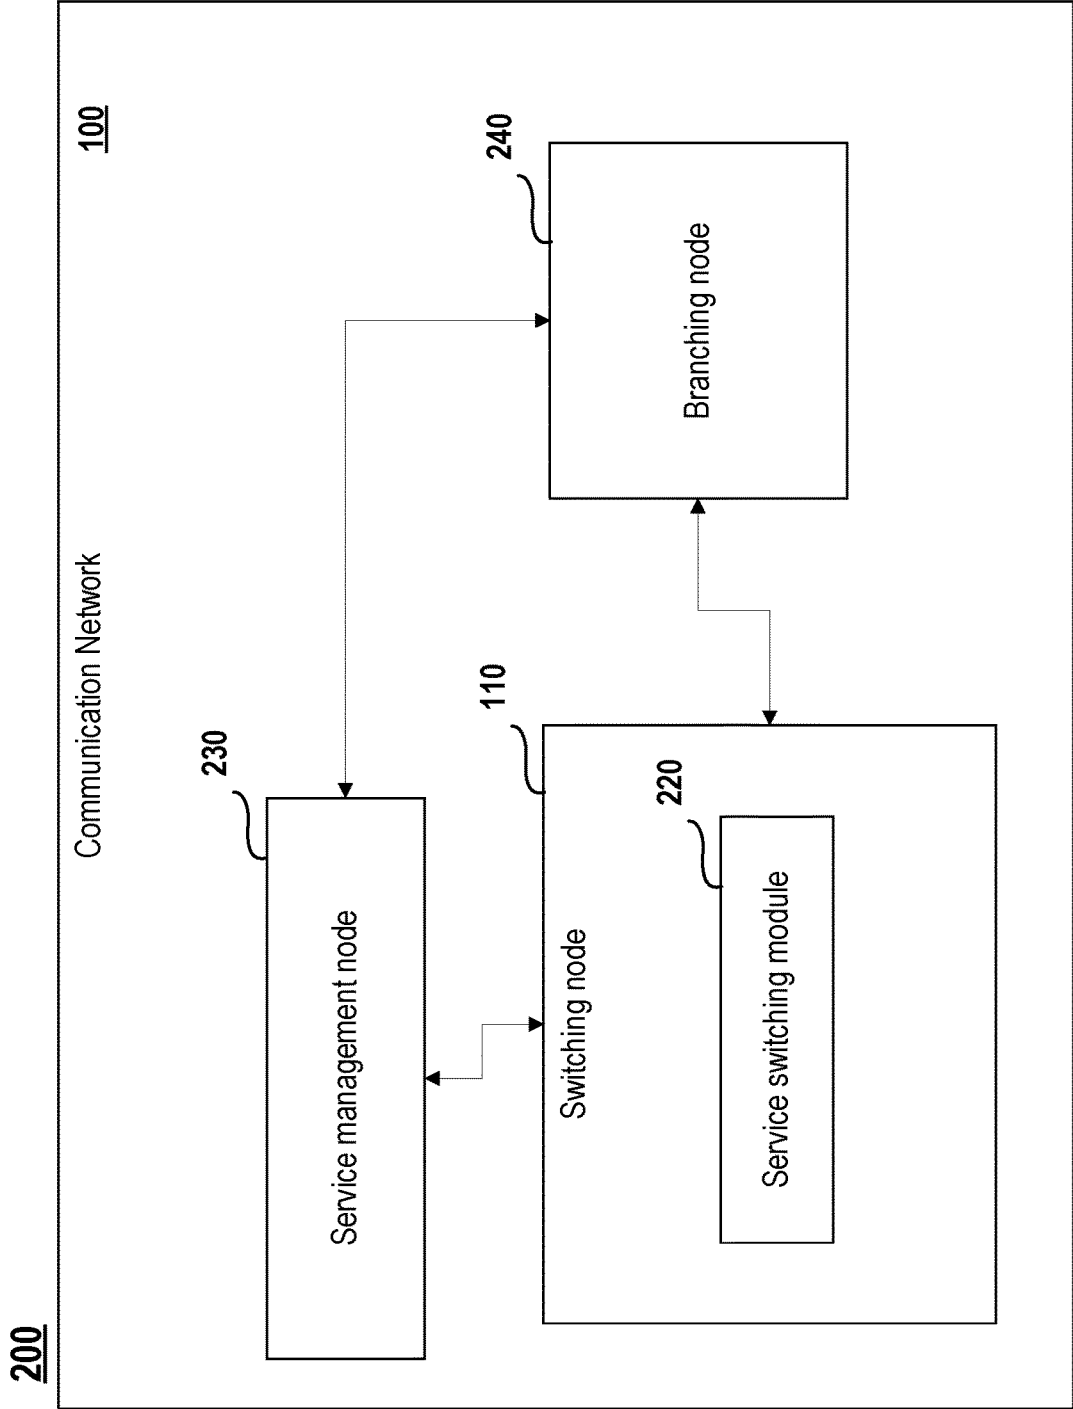 200
Communication Network
100
230
Service management node
240
Branching node
110
Switching node
220
Service switching module